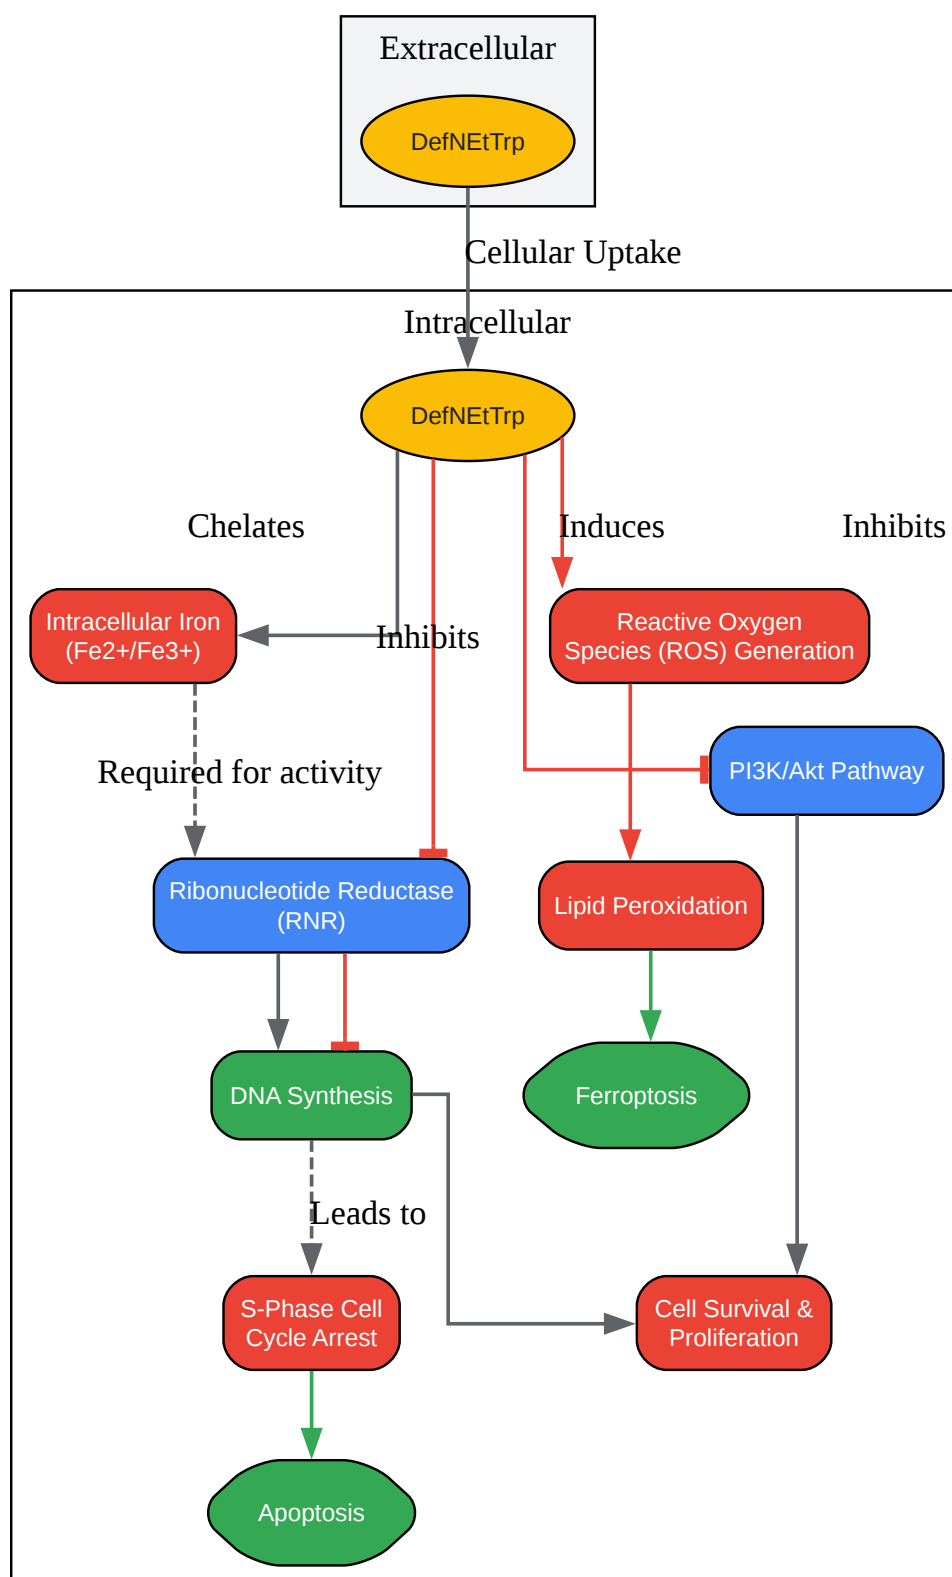 Extracellular
DefNEtTrp
Cellular Uptake
Intracellular
DefNEtTrp
Chelates
Induces
Inhibits
Intracellular Iron
(Fe2+/Fe3+)
Inhibits
Reactive Oxygen
Species (ROS) Generation
Required for activity
PI3K/Akt Pathway
Ribonucleotide Reductase
(RNR)
Lipid Peroxidation
DNA Synthesis
Ferroptosis
Leads to
S-Phase Cell
Cycle Arrest
Cell Survival &
Proliferation
Apoptosis